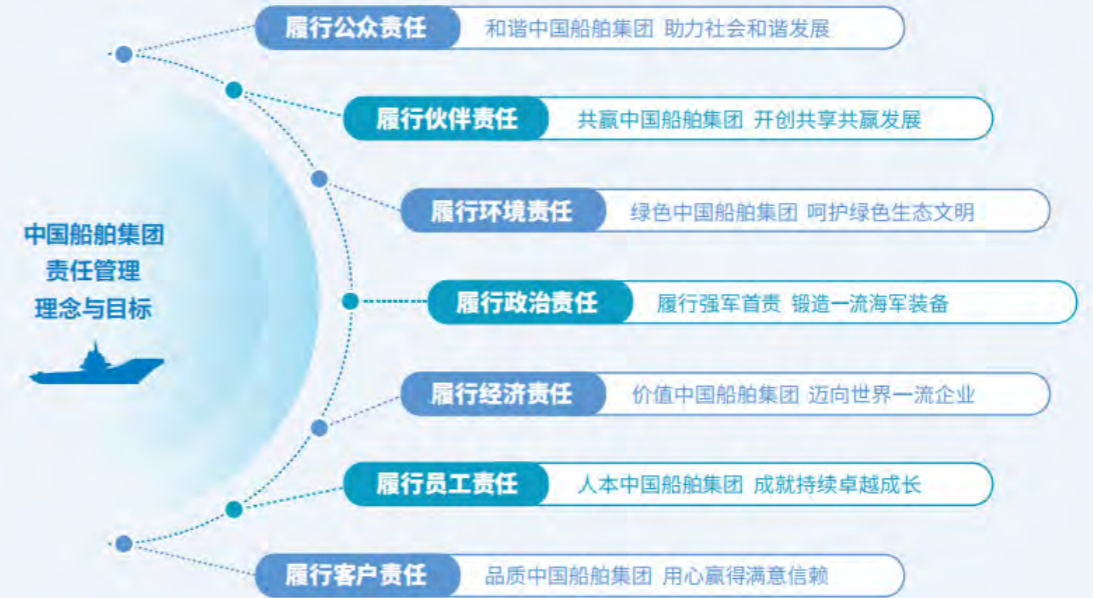 履行公众责任 和谐中国船舶集团 助力社会和谐发展
履行伙伴责任 共赢中国船舶集团 开创共享共赢发展
履行环境责任 绿色中国船舶集团 呵护绿色生态文明
中国船舶集团
责任管理
理念与目标
履行政治责任 履行强军首责 锻造一流海军装备
履行经济责任 价值中国船舶集团 迈向世界一流企业
履行员工责任 人本中国船舶集团 成就持续卓越成长
履行客户责任 品质中国船舶集团 用心赢得满意信赖